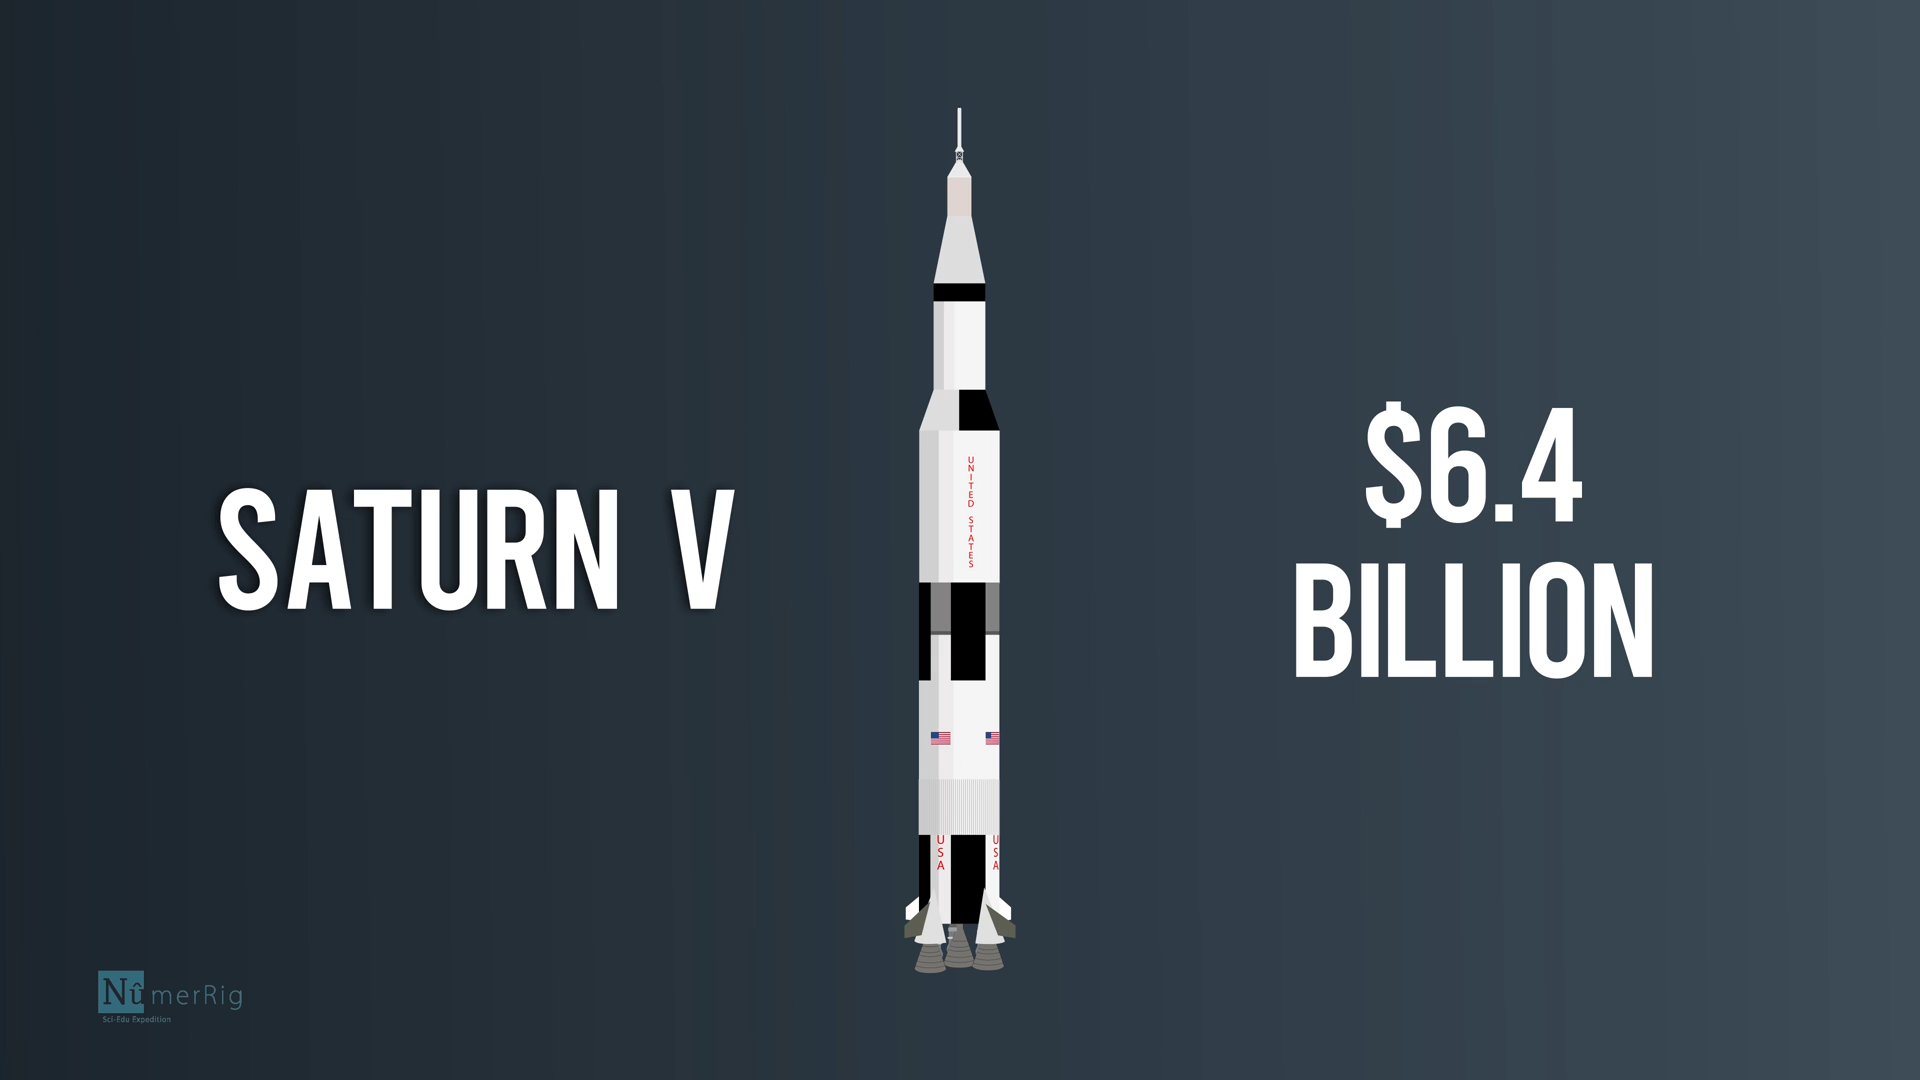 SATURN V
$6.4
BILLION
UNITED STATES
USA
USA
NûmerRig
Sci-Edu Expedition